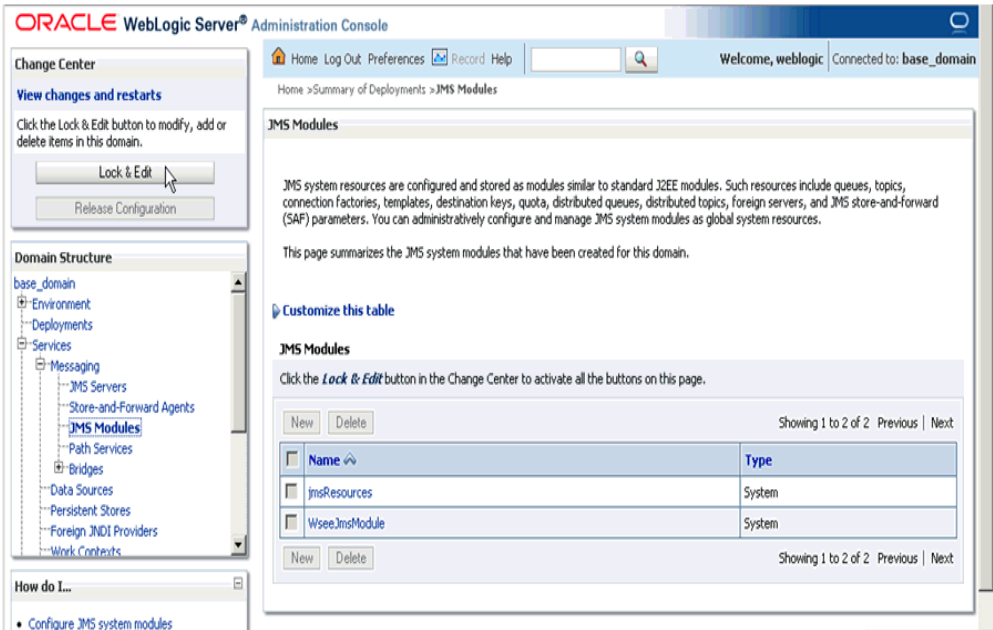 ORACLE WebLogic Server® Administration Console
Change Center
View changes and restarts
Click the Lock & Edit button to modify, add or
delete items in this domain.
Lock & Edit
Release Configuration
Domain Structure
base_domain
Environment
Deployments
Services
Messaging
JMS Servers
Store-and-Forward Agents
JMS Modules
Path Services
Bridges
Data Sources
Persistent Stores
Foreign JNDI Providers
Work Contexts
How do I...
Configure JMS system modules
Home Log Out Preferences Record Help
Welcome, weblogic Connected to: base_domain
Home >Summary of Deployments >JMS Modules
JMS Modules
JMS system resources are configured and stored as modules similar to standard J2EE modules. Such resources include queues, topics,
connection factories, templates, destination keys, quota, distributed queues, distributed topics, foreign servers, and JMS store-and-forward
(SAF) parameters. You can administratively configure and manage JMS system modules as global system resources.
This page summarizes the JMS system modules that have been created for this domain.
Customize this table
JMS Modules
Click the Lock & Edit button in the Change Center to activate all the buttons on this page.
New Delete Showing 1 to 2 of 2 Previous | Next
Name Type
jmsResources System
WseeJmsModule System
New Delete Showing 1 to 2 of 2 Previous | Next